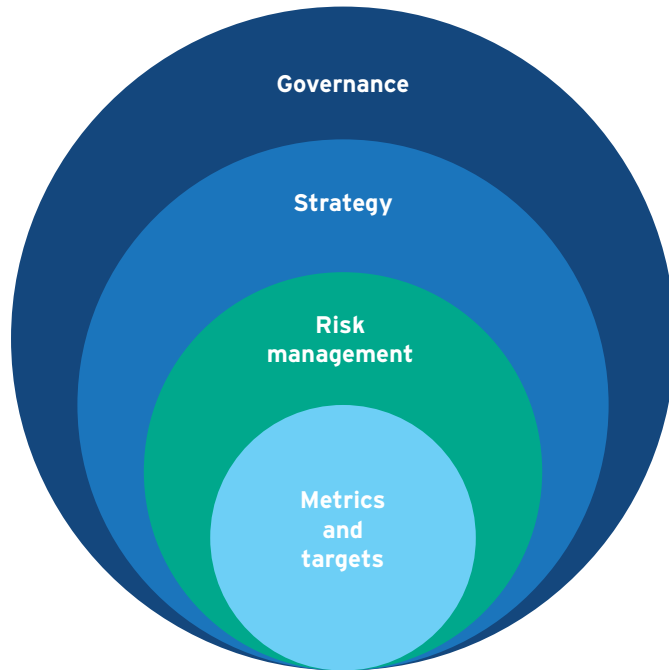 Governance
Strategy
Risk
management
Metrics
and
targets